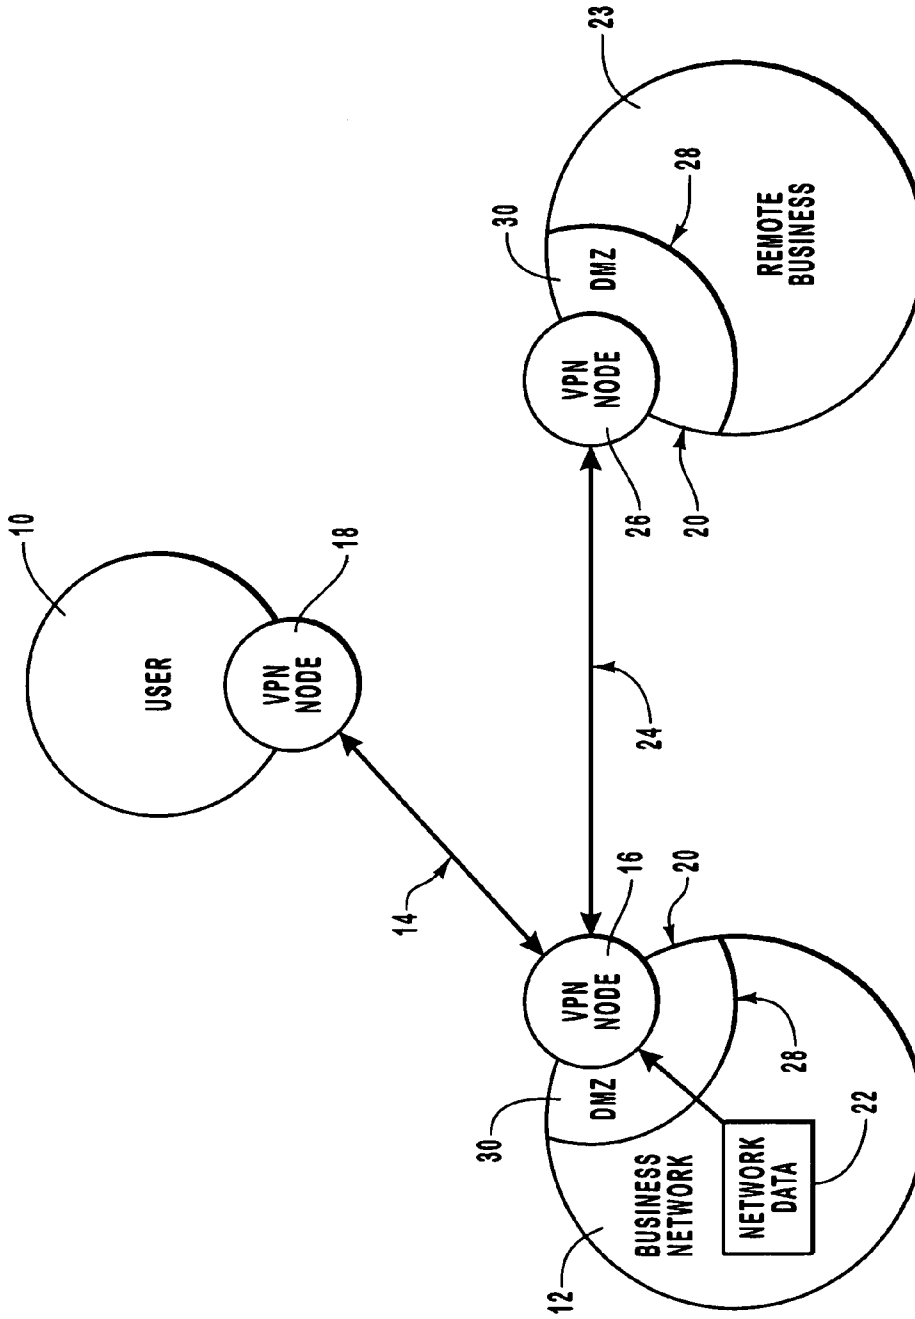 10
USER
18
VPN
NODE
14
24
23
30
DMZ
28
VPN
NODE
26
20
REMOTE
BUSINESS
16
VPN
NODE
20
30
DMZ
28
12
BUSINESS
NETWORK
NETWORK
DATA
22